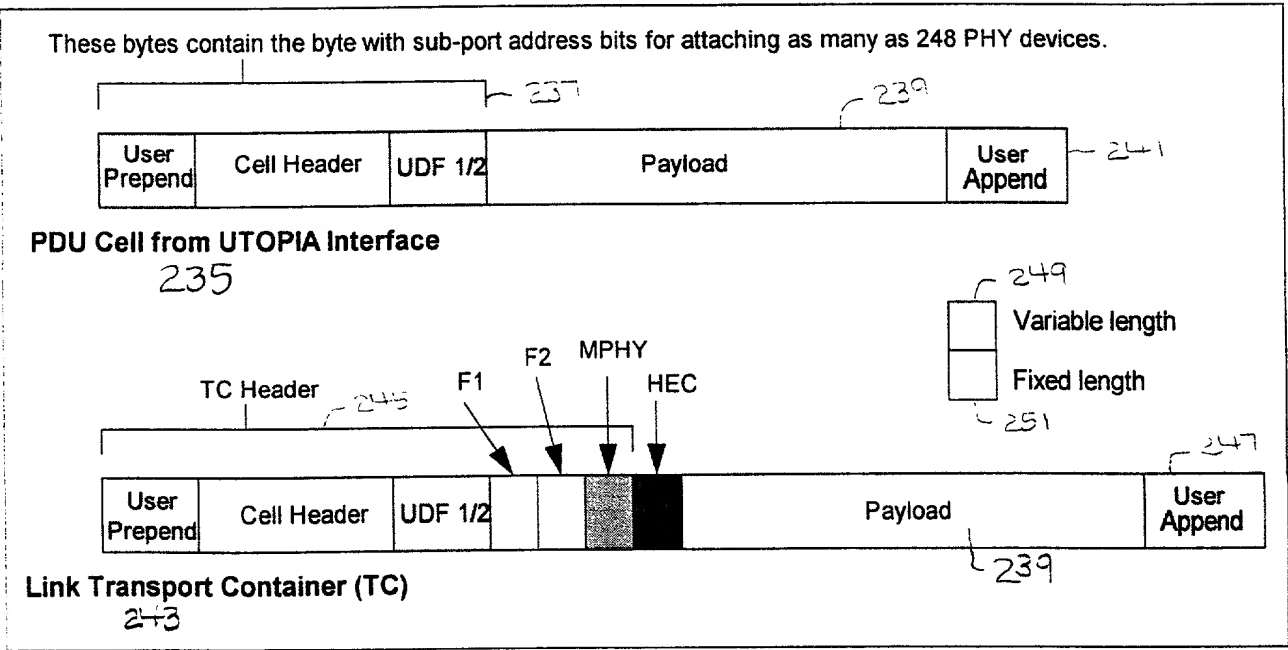 These bytes contain the byte with sub-port address bits for attaching as many as 248 PHY devices.
237
239
User Prepend
Cell Header
UDF 1/2
Payload
User Append
241
PDU Cell from UTOPIA Interface
235
249
Variable length
Fixed length
251
TC Header
245
F1
F2
MPHY
HEC
247
User Prepend
Cell Header
UDF 1/2
Payload
User Append
239
Link Transport Container (TC)
243